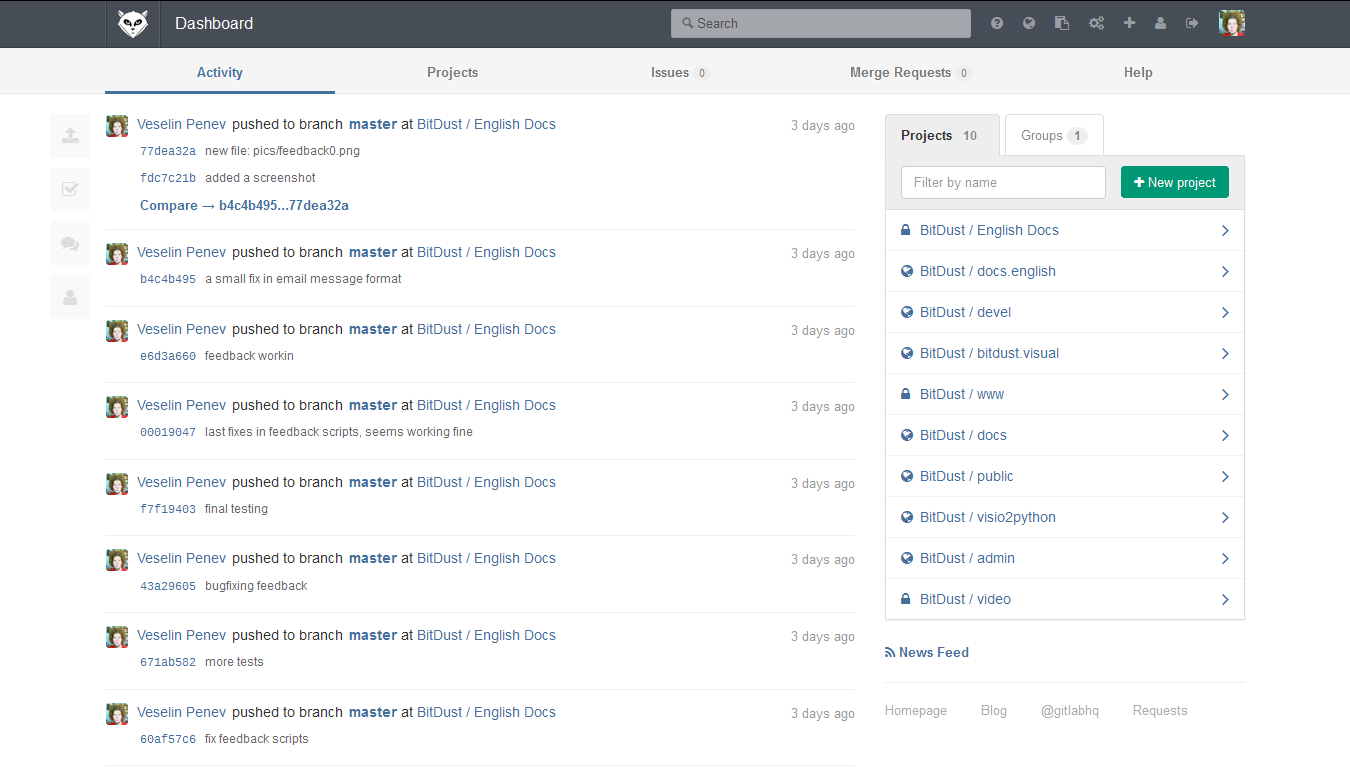 Dashboard
Search
Activity Projects Issues 0 Merge Requests 0 Help
Veselin Penev pushed to branch master at BitDust / English Docs 3 days ago
77dea32a new file: pics/feedback0.png
fdc7c21b added a screenshot
Compare → b4c4b495...77dea32a
Veselin Penev pushed to branch master at BitDust / English Docs 3 days ago
b4c4b495 a small fix in email message format
Veselin Penev pushed to branch master at BitDust / English Docs 3 days ago
e6d3a660 feedback workin
Veselin Penev pushed to branch master at BitDust / English Docs 3 days ago
00019047 last fixes in feedback scripts, seems working fine
Veselin Penev pushed to branch master at BitDust / English Docs 3 days ago
f7f19403 final testing
Veselin Penev pushed to branch master at BitDust / English Docs 3 days ago
43a29605 bugfixing feedback
Veselin Penev pushed to branch master at BitDust / English Docs 3 days ago
671ab582 more tests
Veselin Penev pushed to branch master at BitDust / English Docs 3 days ago
60af57c6 fix feedback scripts
Projects 10 Groups 1
Filter by name New project
BitDust / English Docs
BitDust / docs.english
BitDust / devel
BitDust / bitdust.visual
BitDust / www
BitDust / docs
BitDust / public
BitDust / visio2python
BitDust / admin
BitDust / video
News Feed
Homepage Blog @gitlabhq Requests